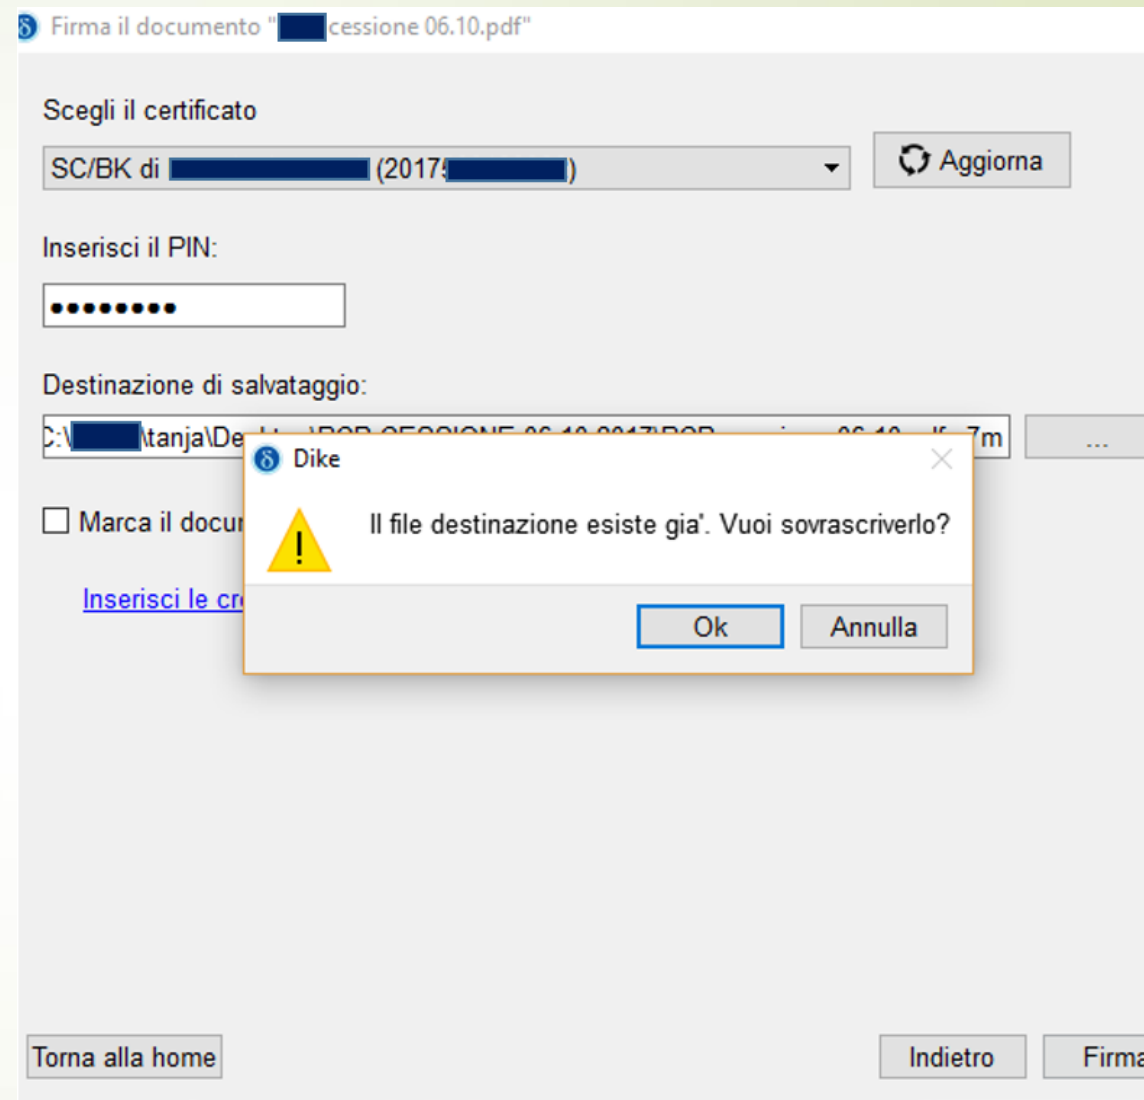 Firma il documento " cessione 06.10.pdf"
Scegli il certificato
SC/BK di (2017 )
Aggiorna
Inserisci il PIN:
Destinazione di salvataggio:
C:\ \tanja\De 7m
...
Dike
Marca il docu
Il file destinazione esiste gia'. Vuoi sovrascriverlo?
Inserisci le cr
Ok
Annulla
Torna alla home
Indietro
Firma